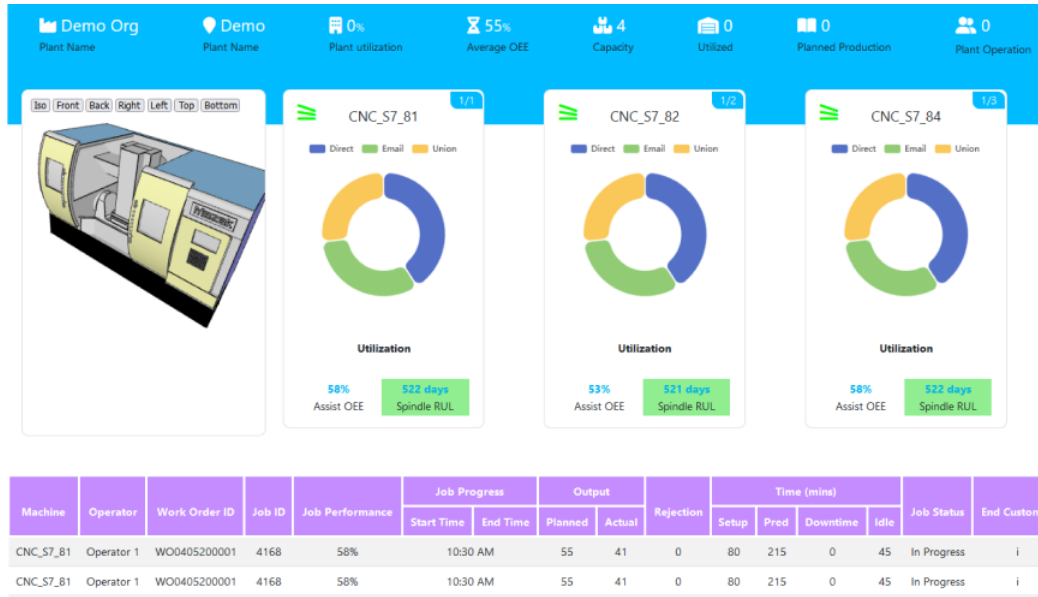 Demo Org
Demo
0%
55%
4
0
0
0
Plant Name
Plant Name
Plant utilization
Average OEE
Capacity
Utilized
Planned Production
Plant Operation
Iso Front Back Right Left Top Bottom
Mazak
1/1
CNC_S7_81
Direct Email Union
Utilization
58%
522 days
Assist OEE
Spindle RUL
1/2
CNC_S7_82
Direct Email Union
Utilization
53%
521 days
Assist OEE
Spindle RUL
1/3
CNC_S7_84
Direct Email Union
Utilization
58%
522 days
Assist OEE
Spindle RUL
Job Progress Output Time (mins)
Machine Operator Work Order ID Job ID Job Performance Rejection Job Status End Custom
Start Time End Time Planned Actual Setup Pred Downtime Idle
CNC_S7_81 Operator 1 WO0405200001 4168 58% 10:30 AM 55 41 0 80 215 0 45 In Progress i
CNC_S7_81 Operator 1 WO0405200001 4168 58% 10:30 AM 55 41 0 80 215 0 45 In Progress i